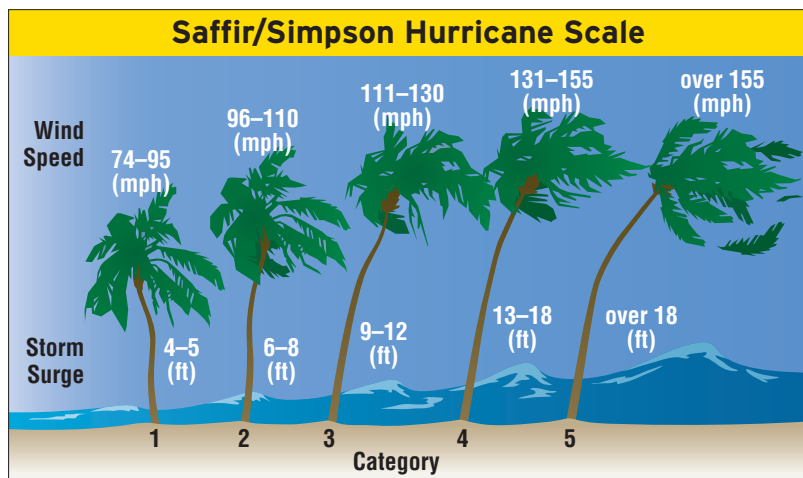 Saffir/Simpson Hurricane Scale
Wind
Speed
74–95
(mph)
96–110
(mph)
111–130
(mph)
131–155
(mph)
over 155
(mph)
Storm
Surge
4–5
(ft)
6–8
(ft)
9–12
(ft)
13–18
(ft)
over 18
(ft)
1 2 3 4 5
Category